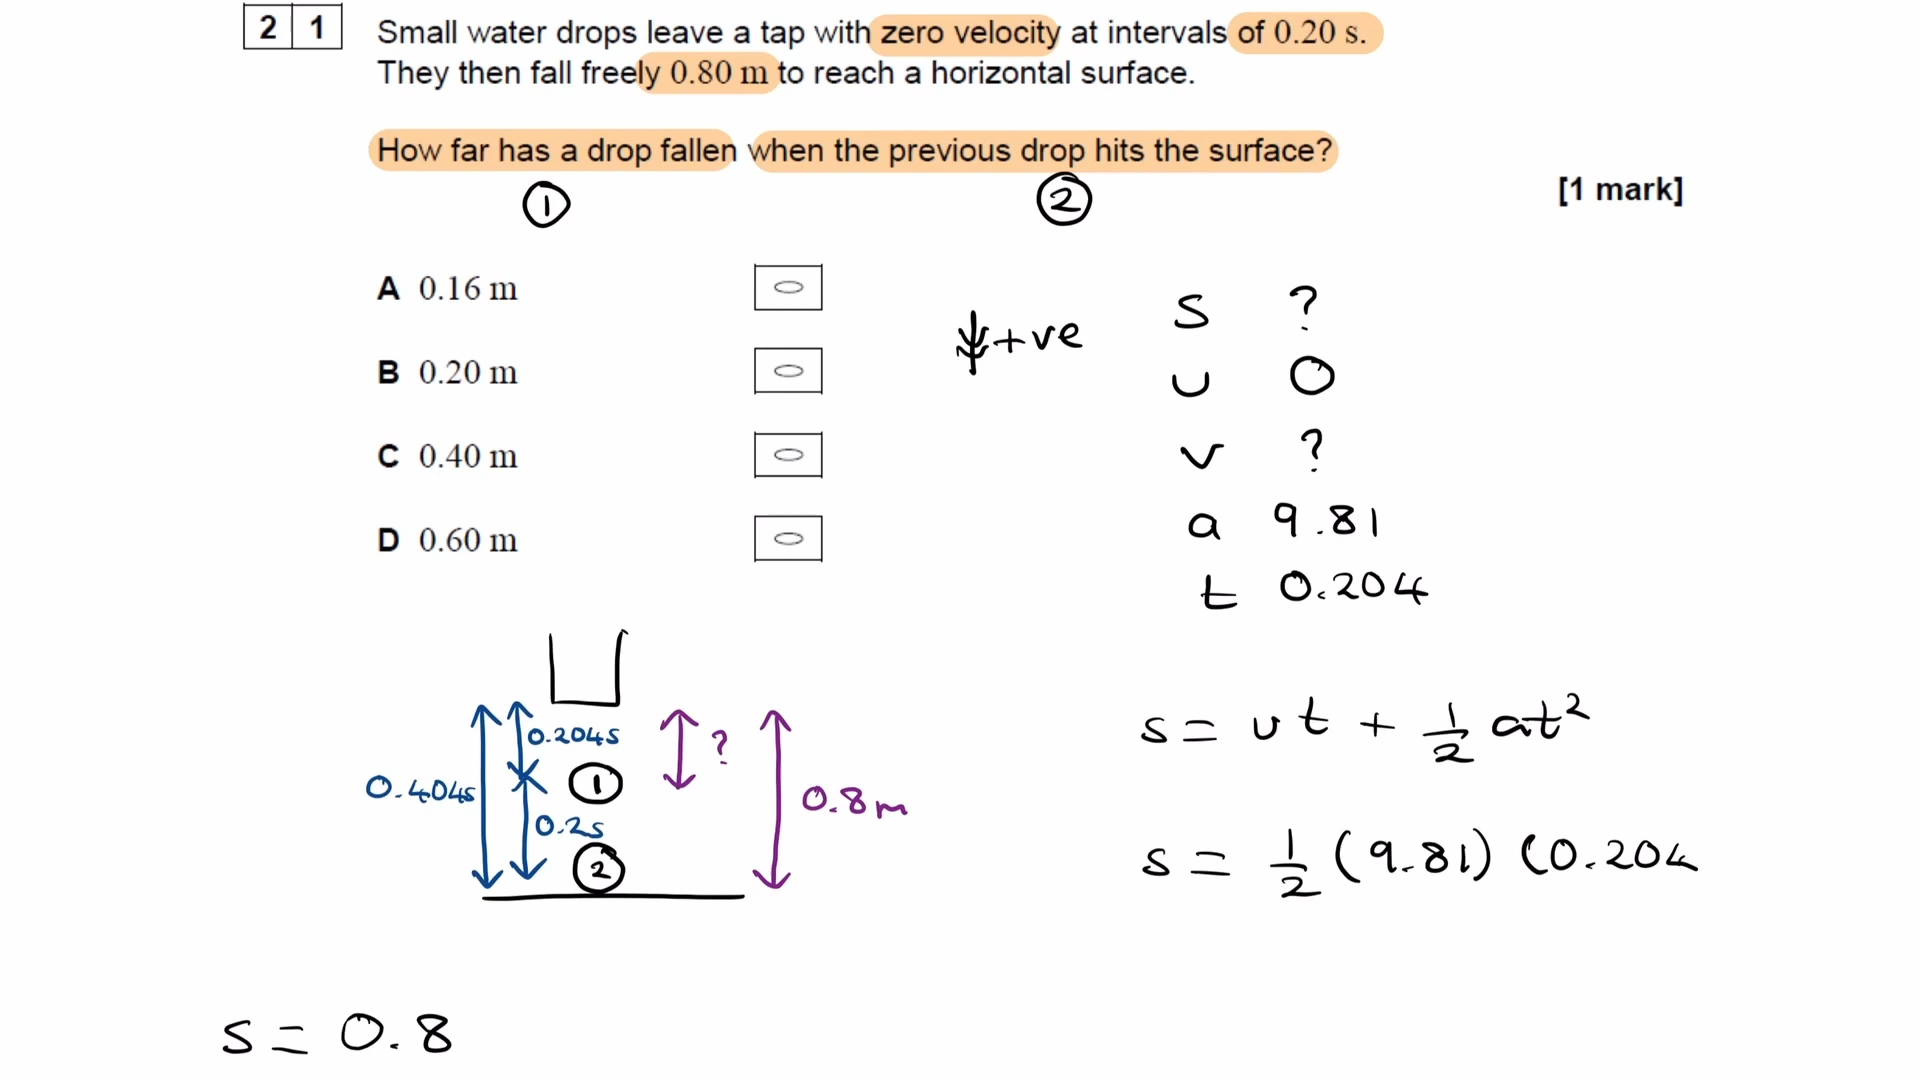 2 1 Small water drops leave a tap with zero velocity at intervals of 0.20 s.
They then fall freely 0.80 m to reach a horizontal surface.
How far has a drop fallen when the previous drop hits the surface?
1 2
[1 mark]
A 0.16 m
B 0.20 m
C 0.40 m
D 0.60 m
+ve
s ?
u 0
v ?
a 9.81
t 0.204
0.204s
?
0.404s
1
0.8m
0.2s
2
s = ut + 1/2 at²
s = 1/2 (9.81) (0.204
s = 0.8